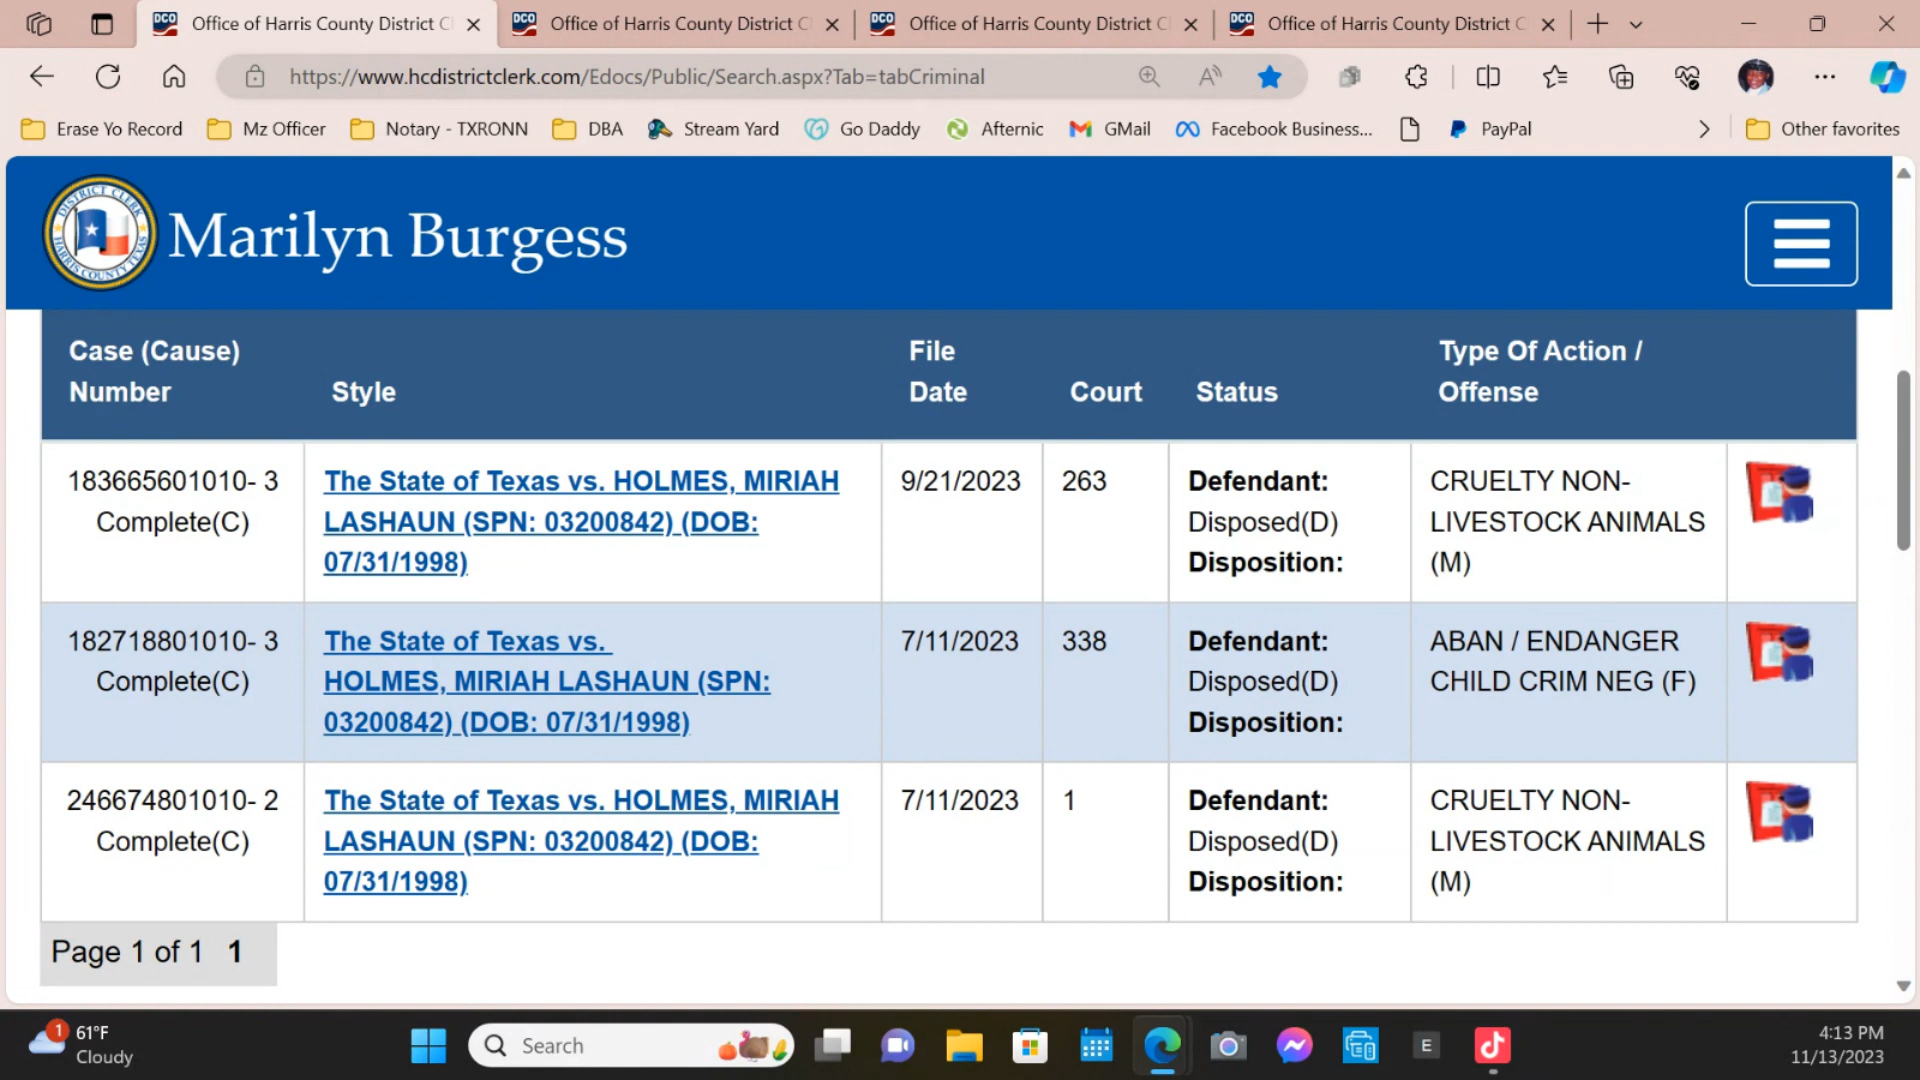 Office of Harris County District Cl
Office of Harris County District C
Office of Harris County District C
Office of Harris County District C
https://www.hcdistrictclerk.com/Edocs/Public/Search.aspx?Tab=tabCriminal
Erase Yo Record
Mz Officer
Notary - TXRONN
DBA
Stream Yard
Go Daddy
Afternic
GMail
Facebook Business...
PayPal
Other favorites
Marilyn Burgess
Case (Cause)
Number
Style
File
Date
Court
Status
Type Of Action /
Offense
183665601010- 3
Complete(C)
The State of Texas vs. HOLMES, MIRIAH
LASHAUN (SPN: 03200842) (DOB:
07/31/1998)
9/21/2023
263
Defendant:
Disposed(D)
Disposition:
CRUELTY NON-
LIVESTOCK ANIMALS
(M)
182718801010- 3
Complete(C)
The State of Texas vs.
HOLMES, MIRIAH LASHAUN (SPN:
03200842) (DOB: 07/31/1998)
7/11/2023
338
Defendant:
Disposed(D)
Disposition:
ABAN / ENDANGER
CHILD CRIM NEG (F)
246674801010- 2
Complete(C)
The State of Texas vs. HOLMES, MIRIAH
LASHAUN (SPN: 03200842) (DOB:
07/31/1998)
7/11/2023
1
Defendant:
Disposed(D)
Disposition:
CRUELTY NON-
LIVESTOCK ANIMALS
(M)
Page 1 of 1 1
1
61°F
Cloudy
Search
E
4:13 PM
11/13/2023